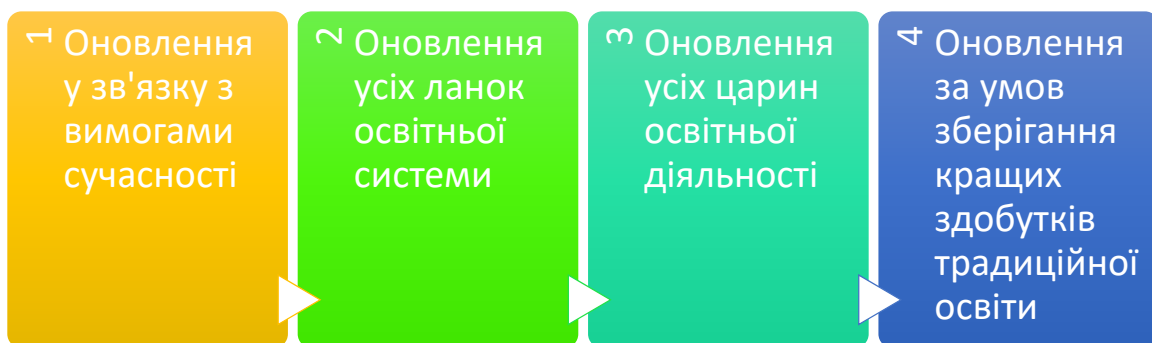 1
Оновлення
у зв'язку з
вимогами
сучасності
2
Оновлення
усіх ланок
освітньої
системи
3
Оновлення
усіх царин
освітньої
діяльності
4
Оновлення
за умов
зберігання
кращих
здобутків
традиційної
освіти